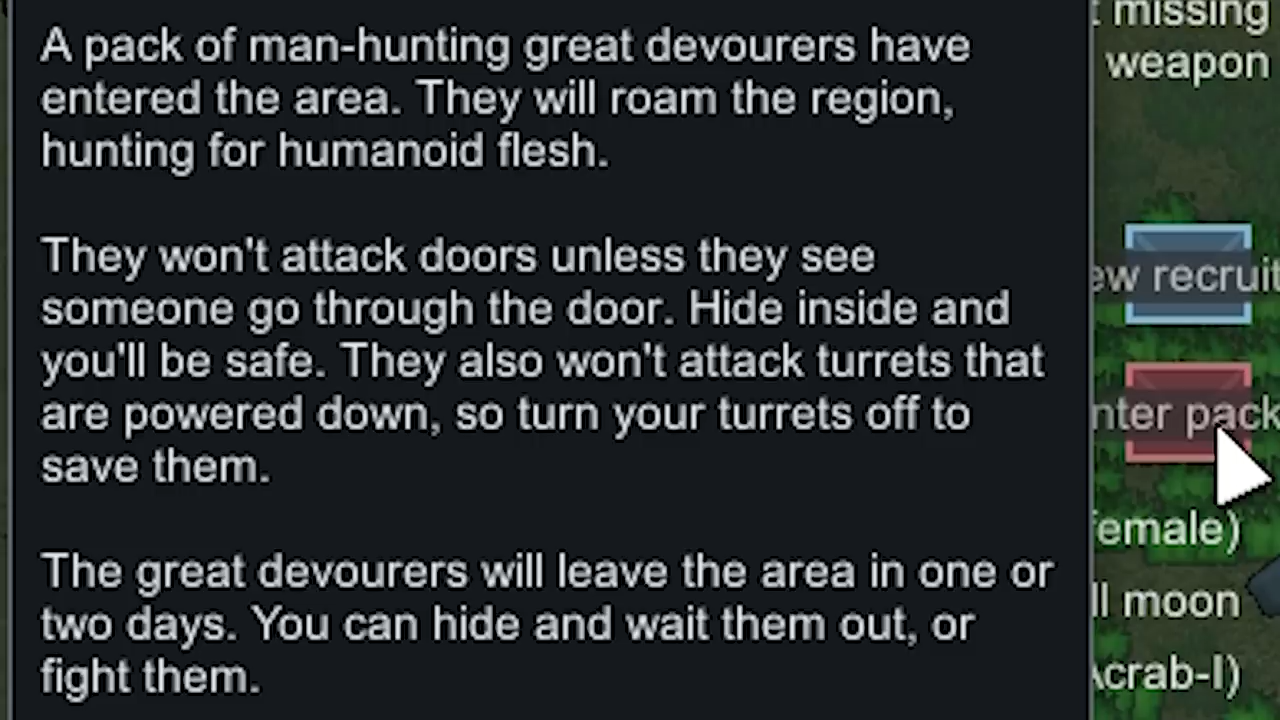 A pack of man-hunting great devourers have
entered the area. They will roam the region,
hunting for humanoid flesh.
They won't attack doors unless they see
someone go through the door. Hide inside and
you'll be safe. They also won't attack turrets that
are powered down, so turn your turrets off to
save them.
The great devourers will leave the area in one or
two days. You can hide and wait them out, or
fight them.
missing
weapon
ew recruit
nter pack
female)
ll moon
Acrab-I)